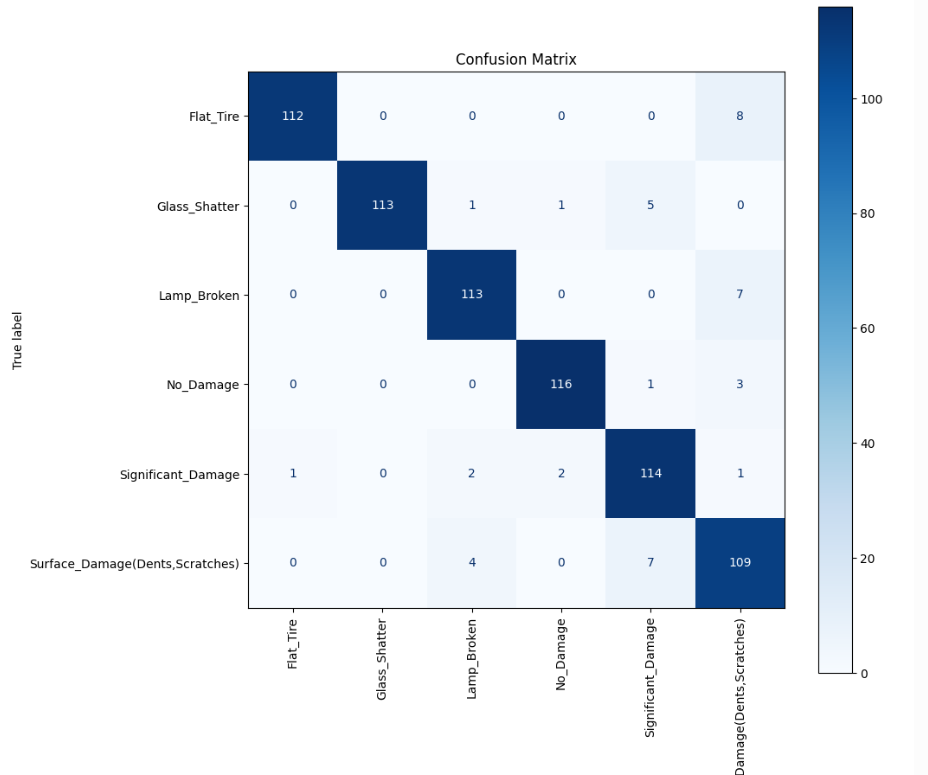 Confusion Matrix
Flat_Tire 112 0 0 0 0 8
Glass_Shatter 0 113 1 1 5 0
Lamp_Broken 0 0 113 0 0 7
No_Damage 0 0 0 116 1 3
Significant_Damage 1 0 2 2 114 1
Surface_Damage(Dents,Scratches) 0 0 4 0 7 109
True label
Flat_Tire
Glass_Shatter
Lamp_Broken
No_Damage
Significant_Damage
Damage(Dents,Scratches)
100
80
60
40
20
0